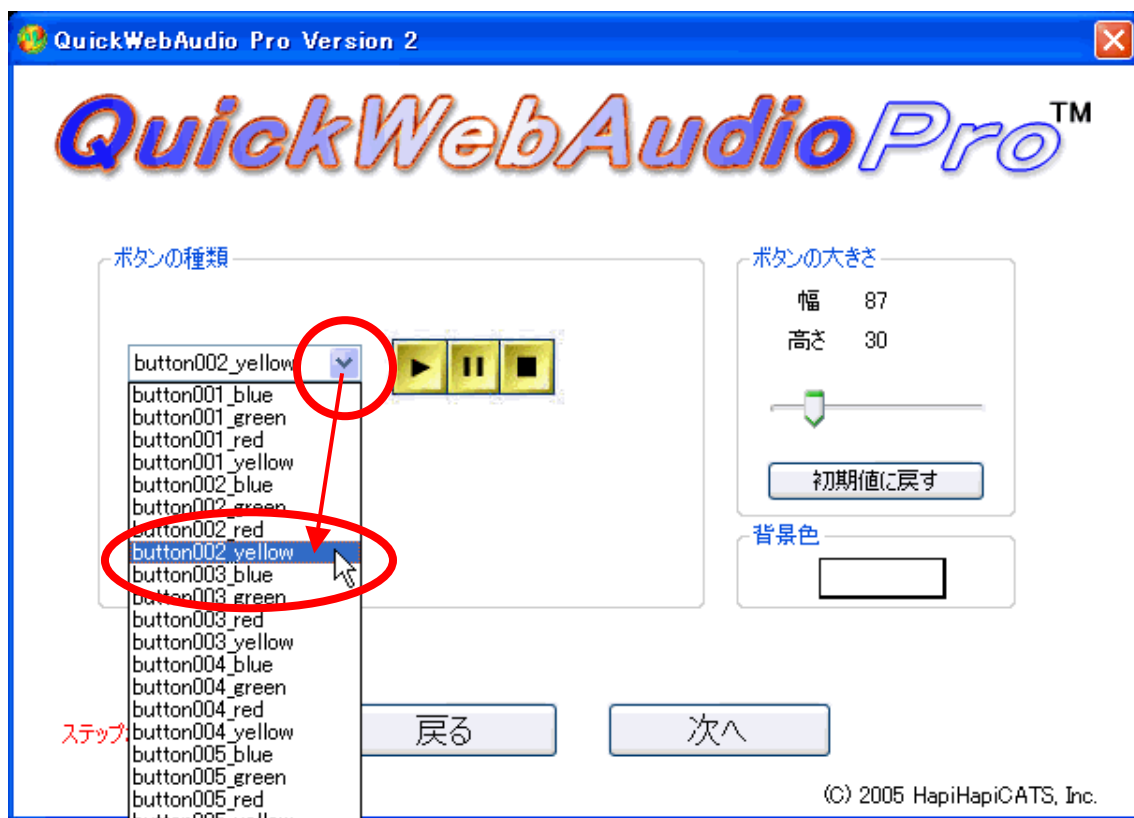 QuickWebAudio Pro Version 2
QuickWebAudioPro™
ボタンの種類
button002_yellow
button001_blue
button001_green
button001_red
button001_yellow
button002_blue
button002_green
button002_red
button002_yellow
button003_blue
button003_green
button003_red
button003_yellow
button004_blue
button004_green
button004_red
button004_yellow
button005_blue
button005_green
button005_red
button005_yellow
ボタンの大きさ
幅 87
高さ 30
初期値に戻す
背景色
ステップ
戻る
次へ
(C) 2005 HapiHapiCATS, Inc.